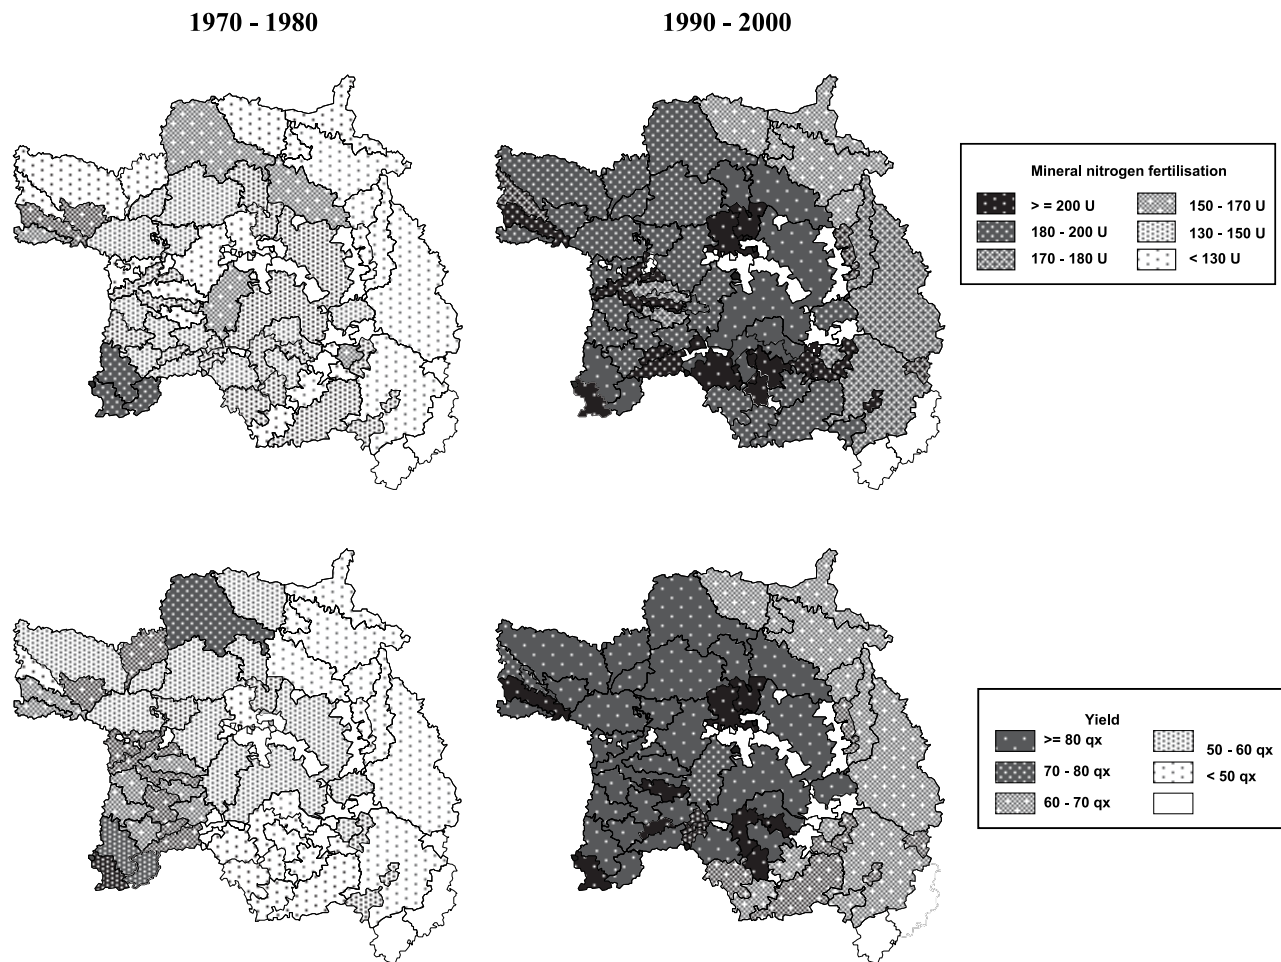 1970 - 1980
1990 - 2000
Mineral nitrogen fertilisation
> = 200 U
150 - 170 U
180 - 200 U
130 - 150 U
170 - 180 U
< 130 U
Yield
>= 80 qx
50 - 60 qx
70 - 80 qx
< 50 qx
60 - 70 qx